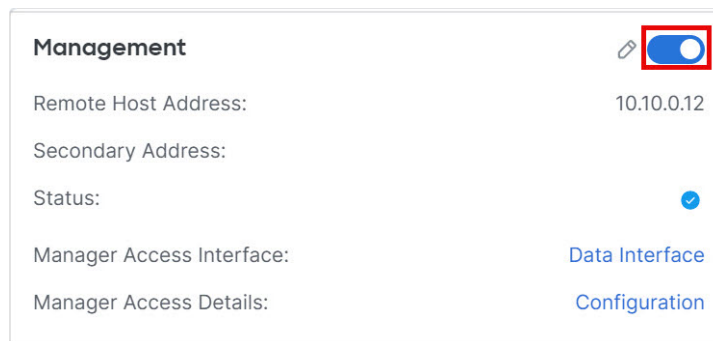 Management
Remote Host Address: 10.10.0.12
Secondary Address:
Status:
Manager Access Interface: Data Interface
Manager Access Details: Configuration